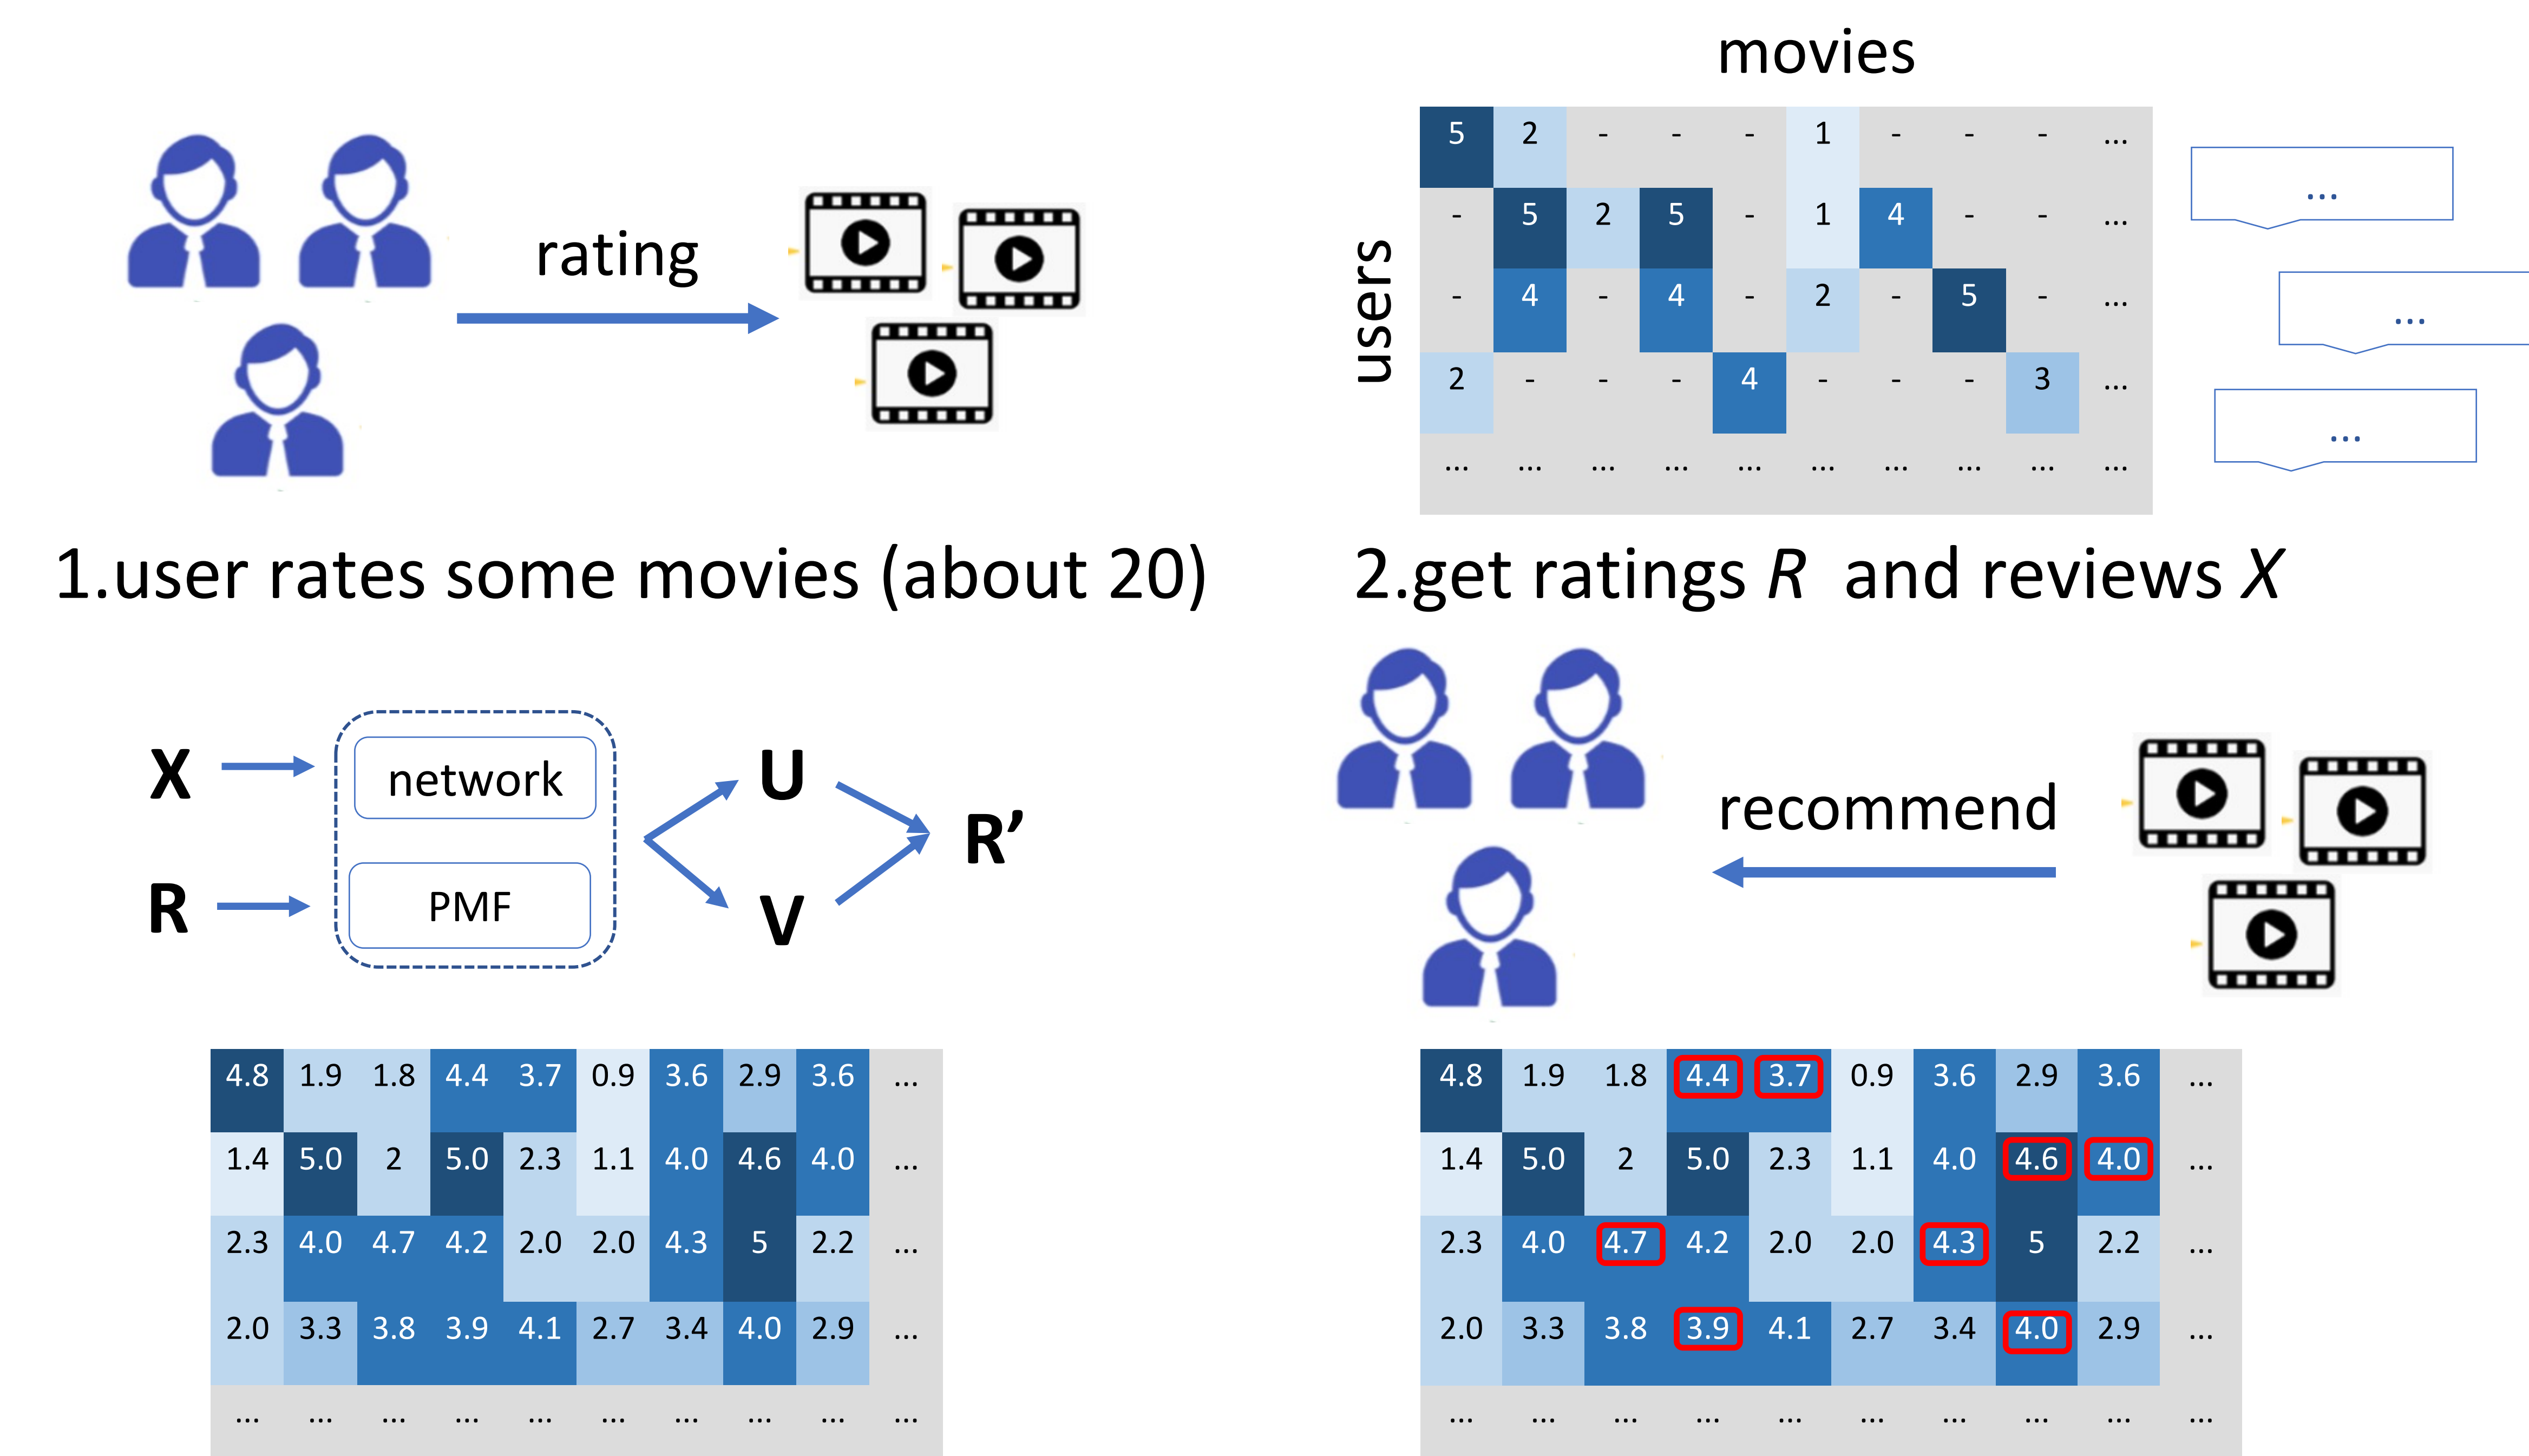 rating
1.user rates some movies (about 20)
movies
users
5 2 - - - 1 - - - ...
- 5 2 5 - 1 4 - - ...
- 4 - 4 - 2 - 5 - ...
2 - - - 4 - - - 3 ...
... ... ... ... ... ... ... ... ... ...
...
...
...
2.get ratings R and reviews X
X
network
R
PMF
U
V
R’
4.8 1.9 1.8 4.4 3.7 0.9 3.6 2.9 3.6 ...
1.4 5.0 2 5.0 2.3 1.1 4.0 4.6 4.0 ...
2.3 4.0 4.7 4.2 2.0 2.0 4.3 5 2.2 ...
2.0 3.3 3.8 3.9 4.1 2.7 3.4 4.0 2.9 ...
... ... ... ... ... ... ... ... ... ...
recommend
4.8 1.9 1.8 4.4 3.7 0.9 3.6 2.9 3.6 ...
1.4 5.0 2 5.0 2.3 1.1 4.0 4.6 4.0 ...
2.3 4.0 4.7 4.2 2.0 2.0 4.3 5 2.2 ...
2.0 3.3 3.8 3.9 4.1 2.7 3.4 4.0 2.9 ...
... ... ... ... ... ... ... ... ... ...